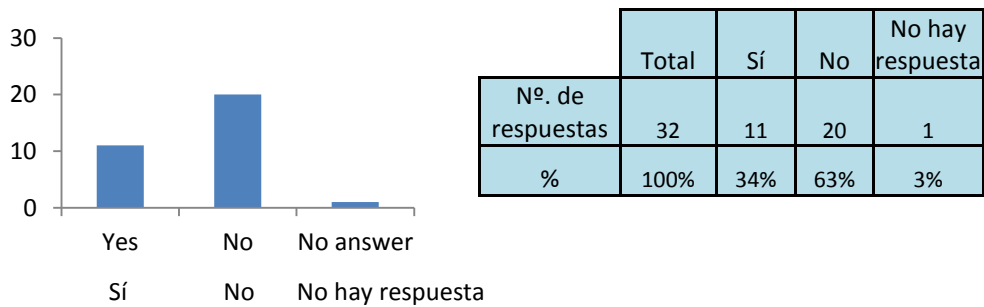 30
20
10
0
Yes No No answer
Sí No No hay respuesta
Total Sí No No hay
respuesta
Nº. de
respuestas 32 11 20 1
% 100% 34% 63% 3%